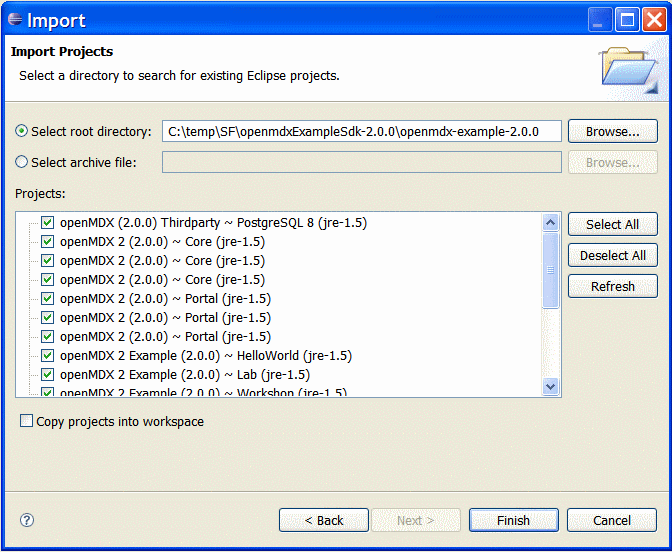 Import
Import Projects
Select a directory to search for existing Eclipse projects.
Select root directory: C:\temp\SF\openmdxExampleSdk-2.0.0\openmdx-example-2.0.0 Browse...
Select archive file: Browse...
Projects:
openMDX (2.0.0) Thirdparty ~ PostgreSQL 8 (jre-1.5) Select All
openMDX 2 (2.0.0) ~ Core (jre-1.5)
openMDX 2 (2.0.0) ~ Core (jre-1.5) Deselect All
openMDX 2 (2.0.0) ~ Core (jre-1.5) Refresh
openMDX 2 (2.0.0) ~ Portal (jre-1.5)
openMDX 2 (2.0.0) ~ Portal (jre-1.5)
openMDX 2 (2.0.0) ~ Portal (jre-1.5)
openMDX 2 Example (2.0.0) ~ HelloWorld (jre-1.5)
openMDX 2 Example (2.0.0) ~ Lab (jre-1.5)
openMDX 2 Example (2.0.0) ~ Workshop (jre-1.5)
Copy projects into workspace
? < Back Next > Finish Cancel